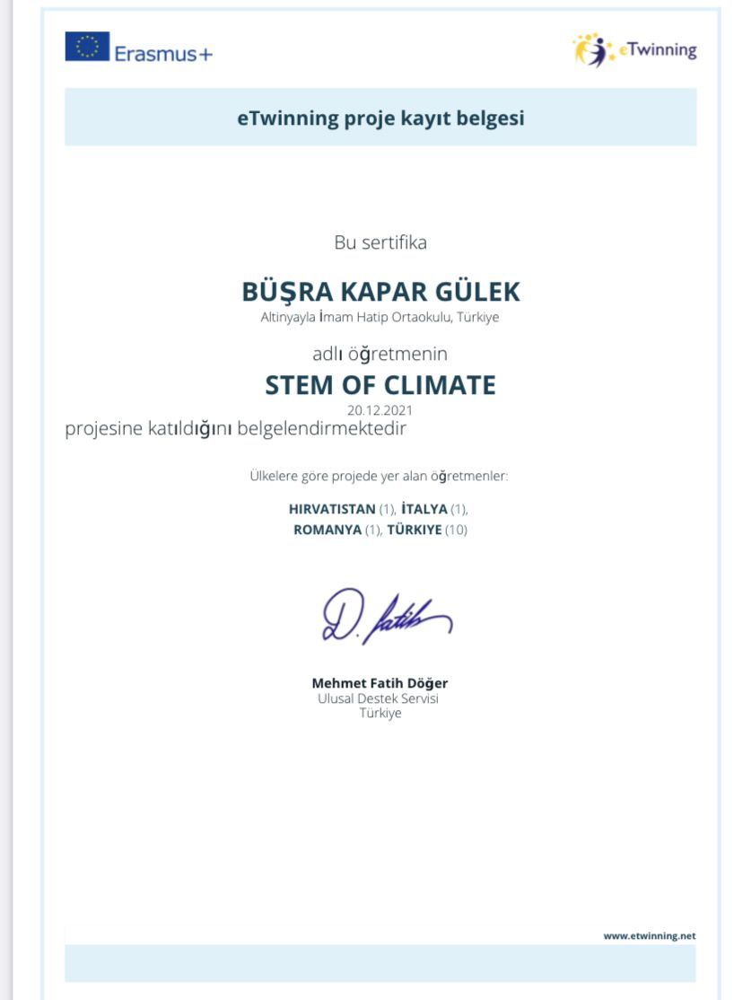 Erasmus+
eTwinning
eTwinning proje kayıt belgesi
Bu sertifika
BÜŞRA KAPAR GÜLEK
Altinyayla İmam Hatip Ortaokulu, Türkiye
adlı öğretmenin
STEM OF CLIMATE
20.12.2021
projesine katıldığını belgelendirmektedir
Ülkelere göre projede yer alan öğretmenler:
HIRVATISTAN (1), İTALYA (1),
ROMANYA (1), TÜRKIYE (10)
D. fatih
Mehmet Fatih Döğer
Ulusal Destek Servisi
Türkiye
www.etwinning.net